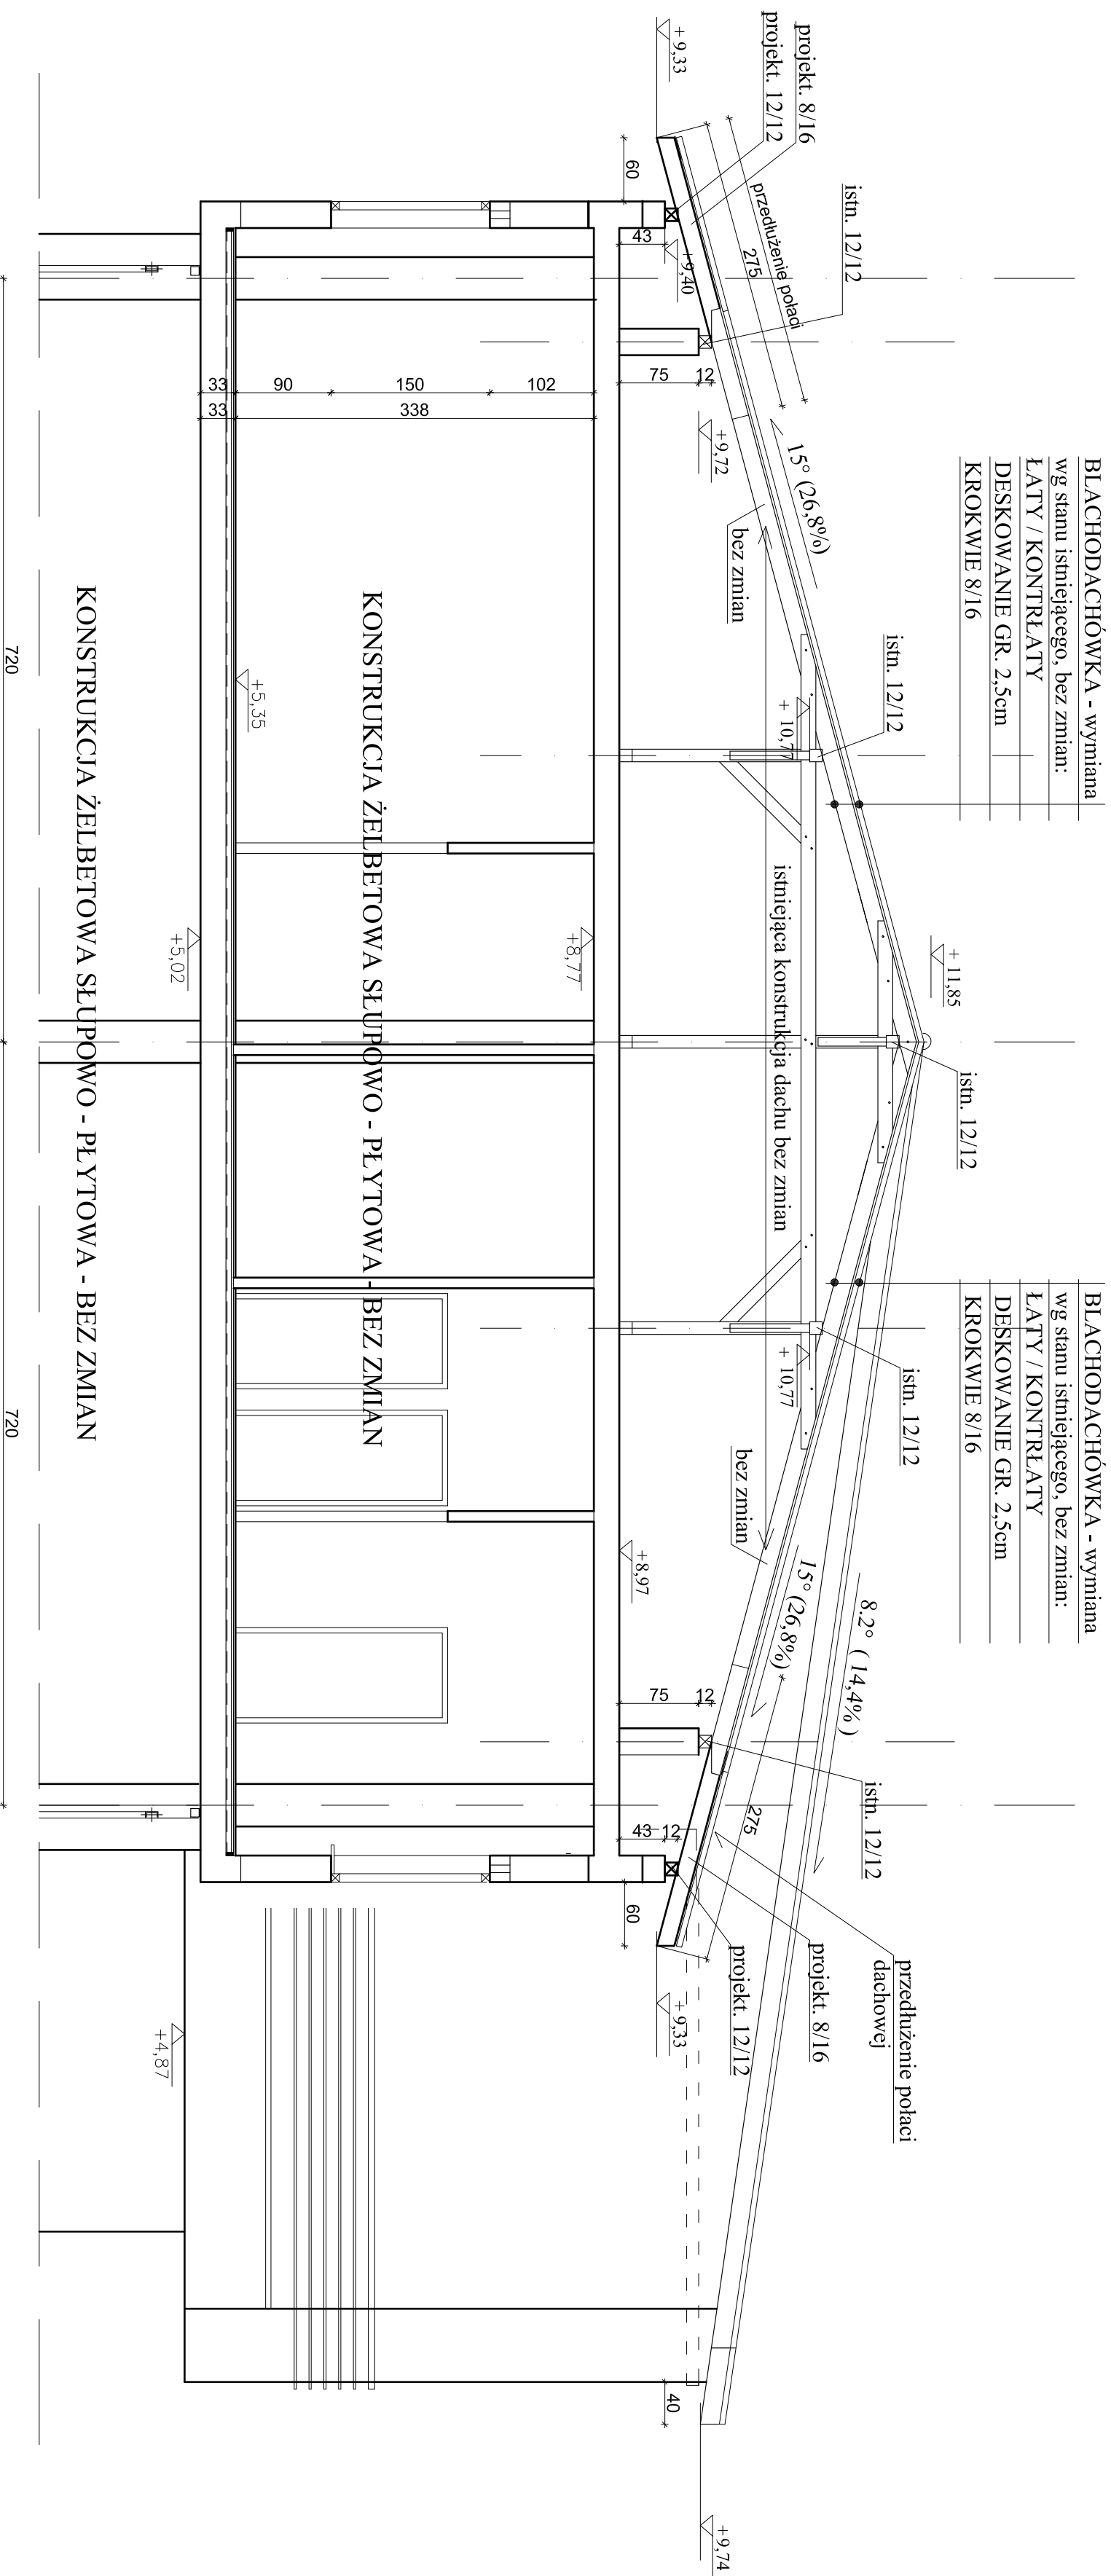 BLACHODACHÓWKA - wymiana
wg stanu istniejącego, bez zmian:
ŁATY / KONTRŁATY
DESKOWANIE GR. 2,5cm
KROKWIE 8/16
BLACHODACHÓWKA - wymiana
wg stanu istniejącego, bez zmian:
ŁATY / KONTRŁATY
DESKOWANIE GR. 2,5cm
KROKWIE 8/16
+ 11,85
istn. 12/12
istn. 12/12
istn. 12/12
istn. 12/12
istn. 12/12
projekt. 8/16
projekt. 12/12
+ 9,33
przedłużenie połaci
275
60
43
+9,40
75
12
+9,72
15° (26,8%)
bez zmian
+ 10,77
istniejąca konstrukcja dachu bez zmian
+ 10,77
bez zmian
15° (26,8%)
8.2° ( 14,4% )
275
przedłużenie połaci
dachowej
projekt. 8/16
projekt. 12/12
+ 9,33
+9,74
+8,97
75
12
43
12
60
40
33
90
150
102
33
338
+8,77
KONSTRUKCJA ŻELBETOWA SŁUPOWO - PŁYTOWA - BEZ ZMIAN
+5,35
+5,02
+4,87
KONSTRUKCJA ŻELBETOWA SŁUPOWO - PŁYTOWA - BEZ ZMIAN
720
720